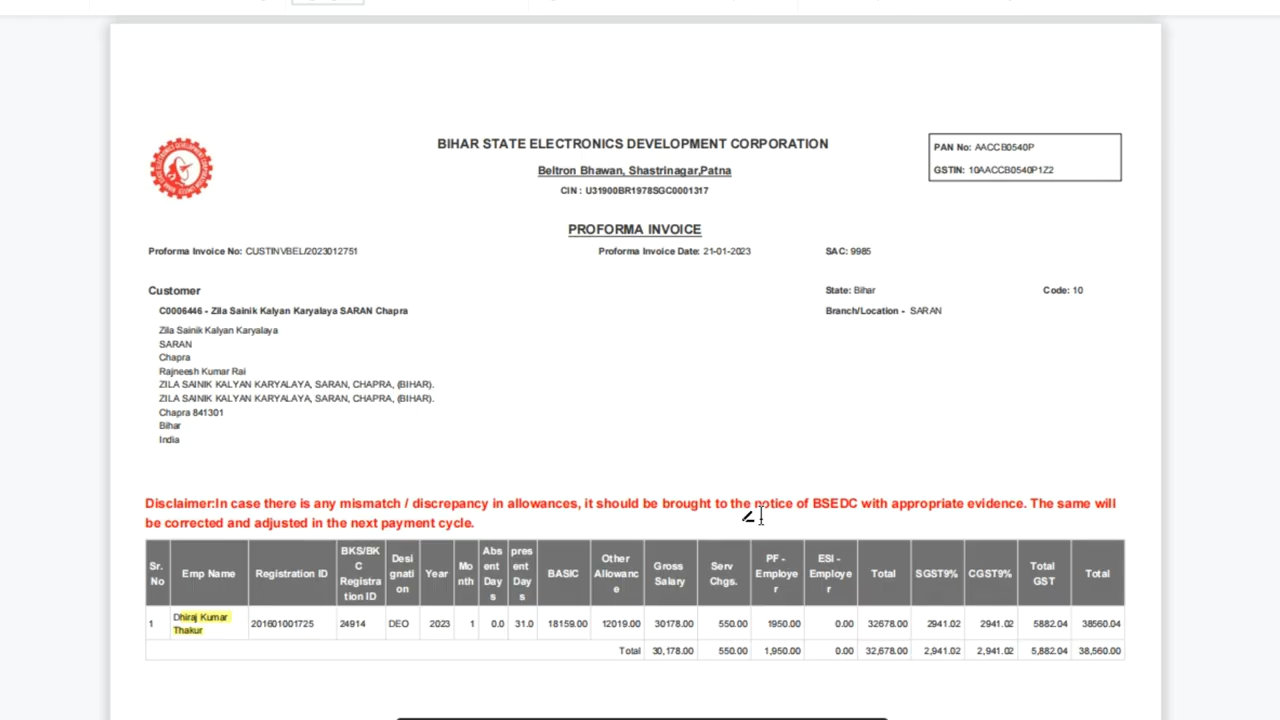 BIHAR STATE ELECTRONICS DEVELOPMENT CORPORATION
Beltron Bhawan, Shastrinagar,Patna
CIN : U31900BR1978SGC0001317
PAN No: AACCB0540P
GSTIN: 10AACCB0540P1Z2
PROFORMA INVOICE
Proforma Invoice No: CUSTINVBEL/2023012751 Proforma Invoice Date: 21-01-2023 SAC: 9985
Customer State: Bihar Code: 10
C0006446 - Zila Sainik Kalyan Karyalaya SARAN Chapra Branch/Location - SARAN
Zila Sainik Kalyan Karyalaya
SARAN
Chapra
Rajneesh Kumar Rai
ZILA SAINIK KALYAN KARYALAYA, SARAN, CHAPRA, (BIHAR).
ZILA SAINIK KALYAN KARYALAYA, SARAN, CHAPRA, (BIHAR).
Chapra 841301
Bihar
India
Disclaimer:In case there is any mismatch / discrepancy in allowances, it should be brought to the notice of BSEDC with appropriate evidence. The same will
be corrected and adjusted in the next payment cycle.
Sr. No Emp Name Registration ID BKS/BKC Registration ID Designation Year Month Absent Days present Days BASIC Other Allowance Gross Salary Serv Chgs. PF - Employer ESI - Employer Total SGST9% CGST9% Total GST Total
1 Dhiraj Kumar Thakur 201601001725 24914 DEO 2023 1 0.0 31.0 18159.00 12019.00 30178.00 550.00 1950.00 0.00 32678.00 2941.02 2941.02 5882.04 38560.04
Total 30,178.00 550.00 1,950.00 0.00 32,678.00 2,941.02 2,941.02 5,882.04 38,560.00